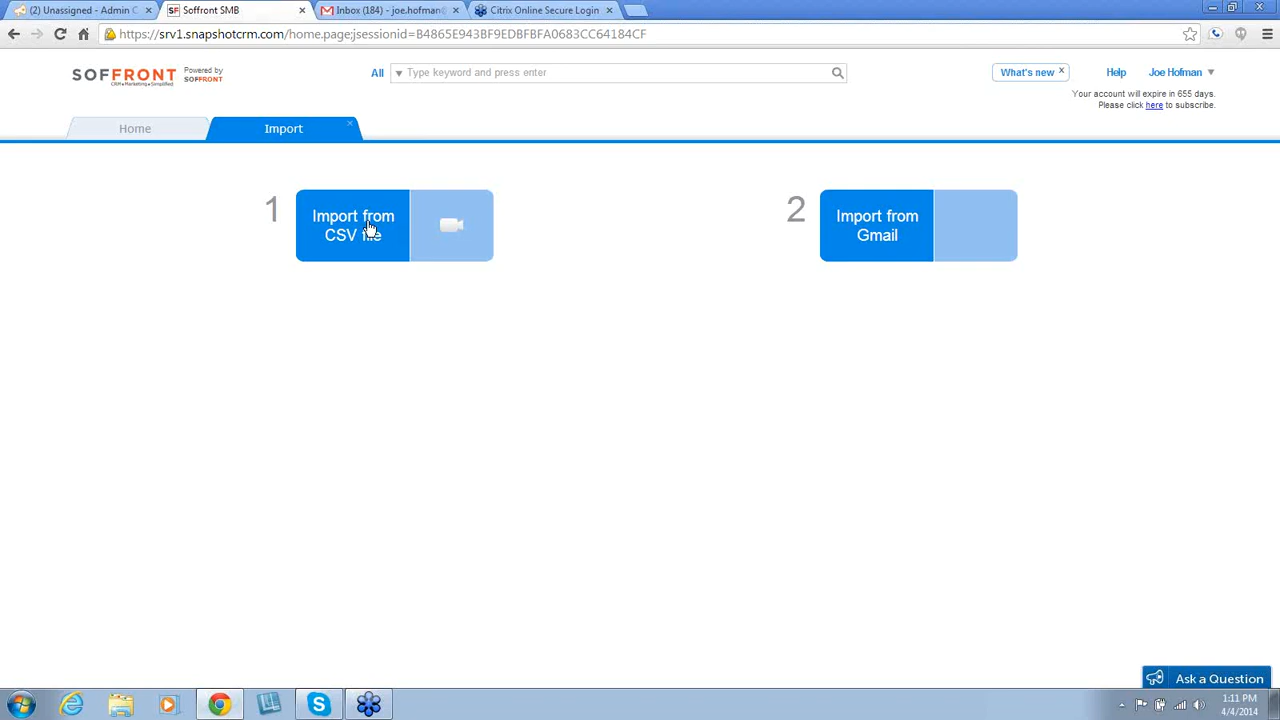 (2) Unassigned - Admin C
Soffront SMB
Inbox (184) - joe.hofman@
Citrix Online Secure Login
https://srv1.snapshotcrm.com/home.page;jsessionid=B4865E943BF9EDBFBFA0683CC64184CF
SOFFRONT
CRM+Marketing+Simplified
Powered by
SOFFRONT
All
Type keyword and press enter
What's new x
Help
Joe Hofman
Your account will expire in 655 days.
Please click here to subscribe.
Home
Import
1
Import from
CSV file
2
Import from
Gmail
Ask a Question
1:11 PM
4/4/2014